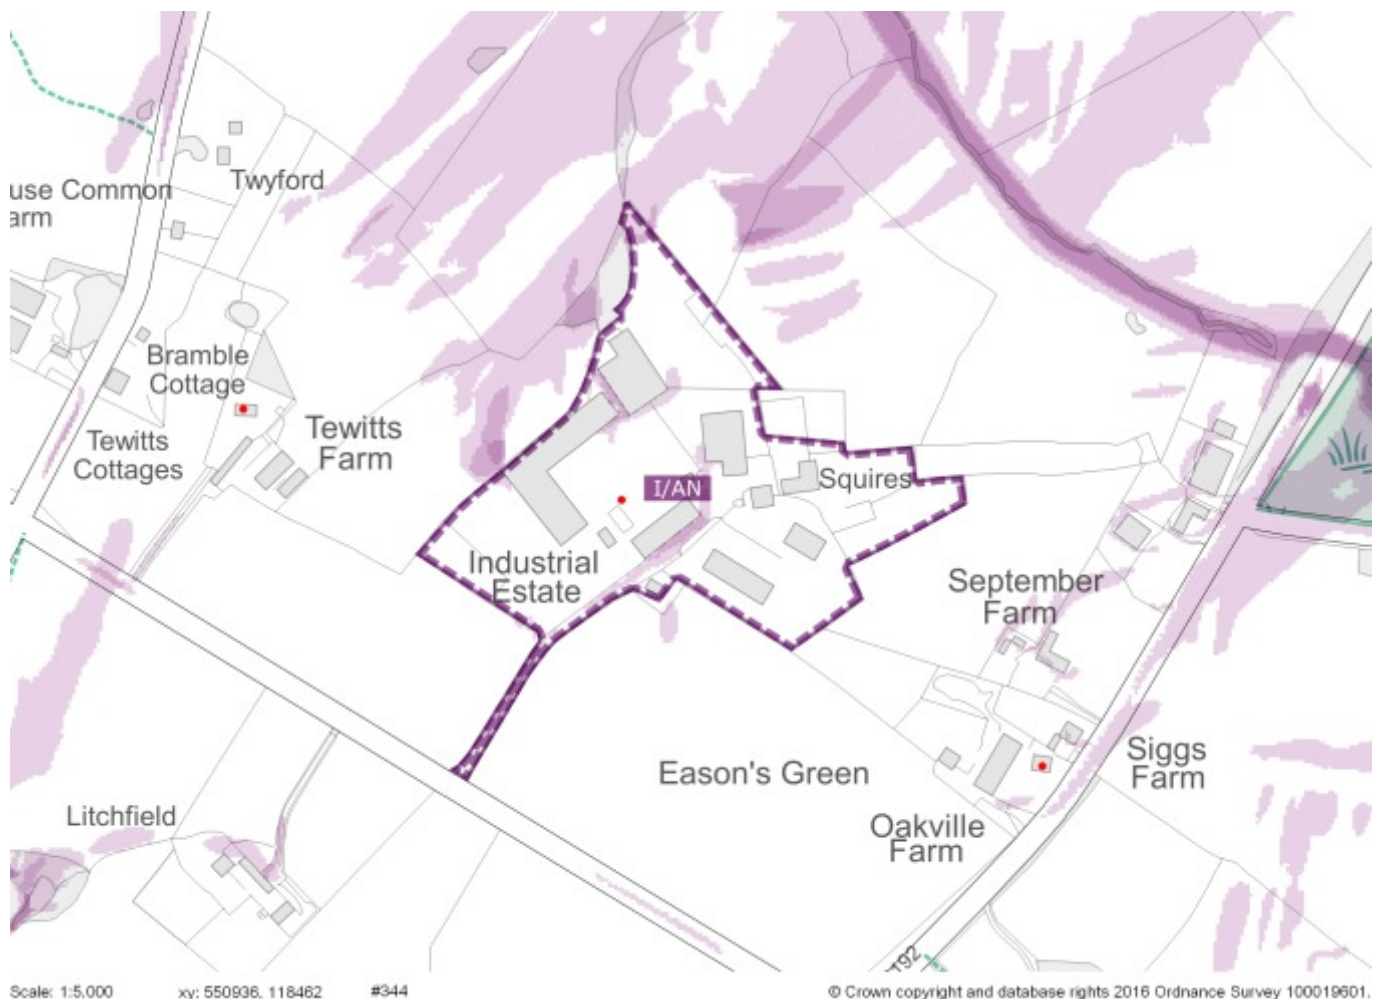 Twyford
use Common
arm
Bramble
Cottage
Tewitts
Farm
Tewitts
Cottages
I/AN
Squires
Industrial
Estate
September
Farm
Eason's Green
Siggs
Farm
Litchfield
Oakville
Farm
192
Scale: 1:5,000 xy: 550936, 118462 #344 © Crown copyright and database rights 2016 Ordnance Survey 100019601.